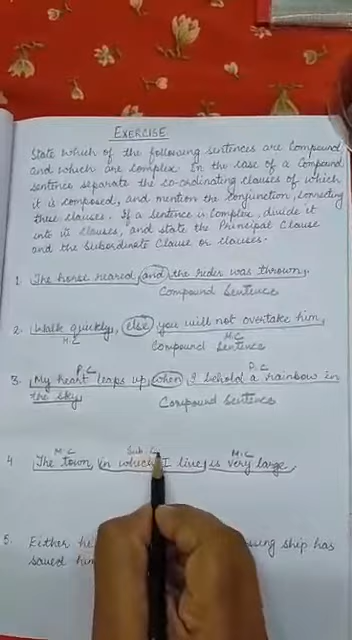 EXERCISE
State which of the following sentences are Compound
and which are complex. In the case of a Compound
sentence separate the co-ordinating clauses of which
it is composed, and mention the conjunction, connecting
these clauses. If a sentence is Complex, divide it
into its clauses, and state the Principal Clause
and the Subordinate Clause or clauses.
1. The horse reared, and the rider was thrown.
Compound Sentence
2. Walk quickly, else you will not overtake him.
M.C M.C
Compound Sentence
P.C
3. My heart leaps up when I behold a rainbow in
the sky.
Compound Sentence
M.C Sub. M.C
4 The town, in which I live, is very large.
5. Either he ship has
saved him